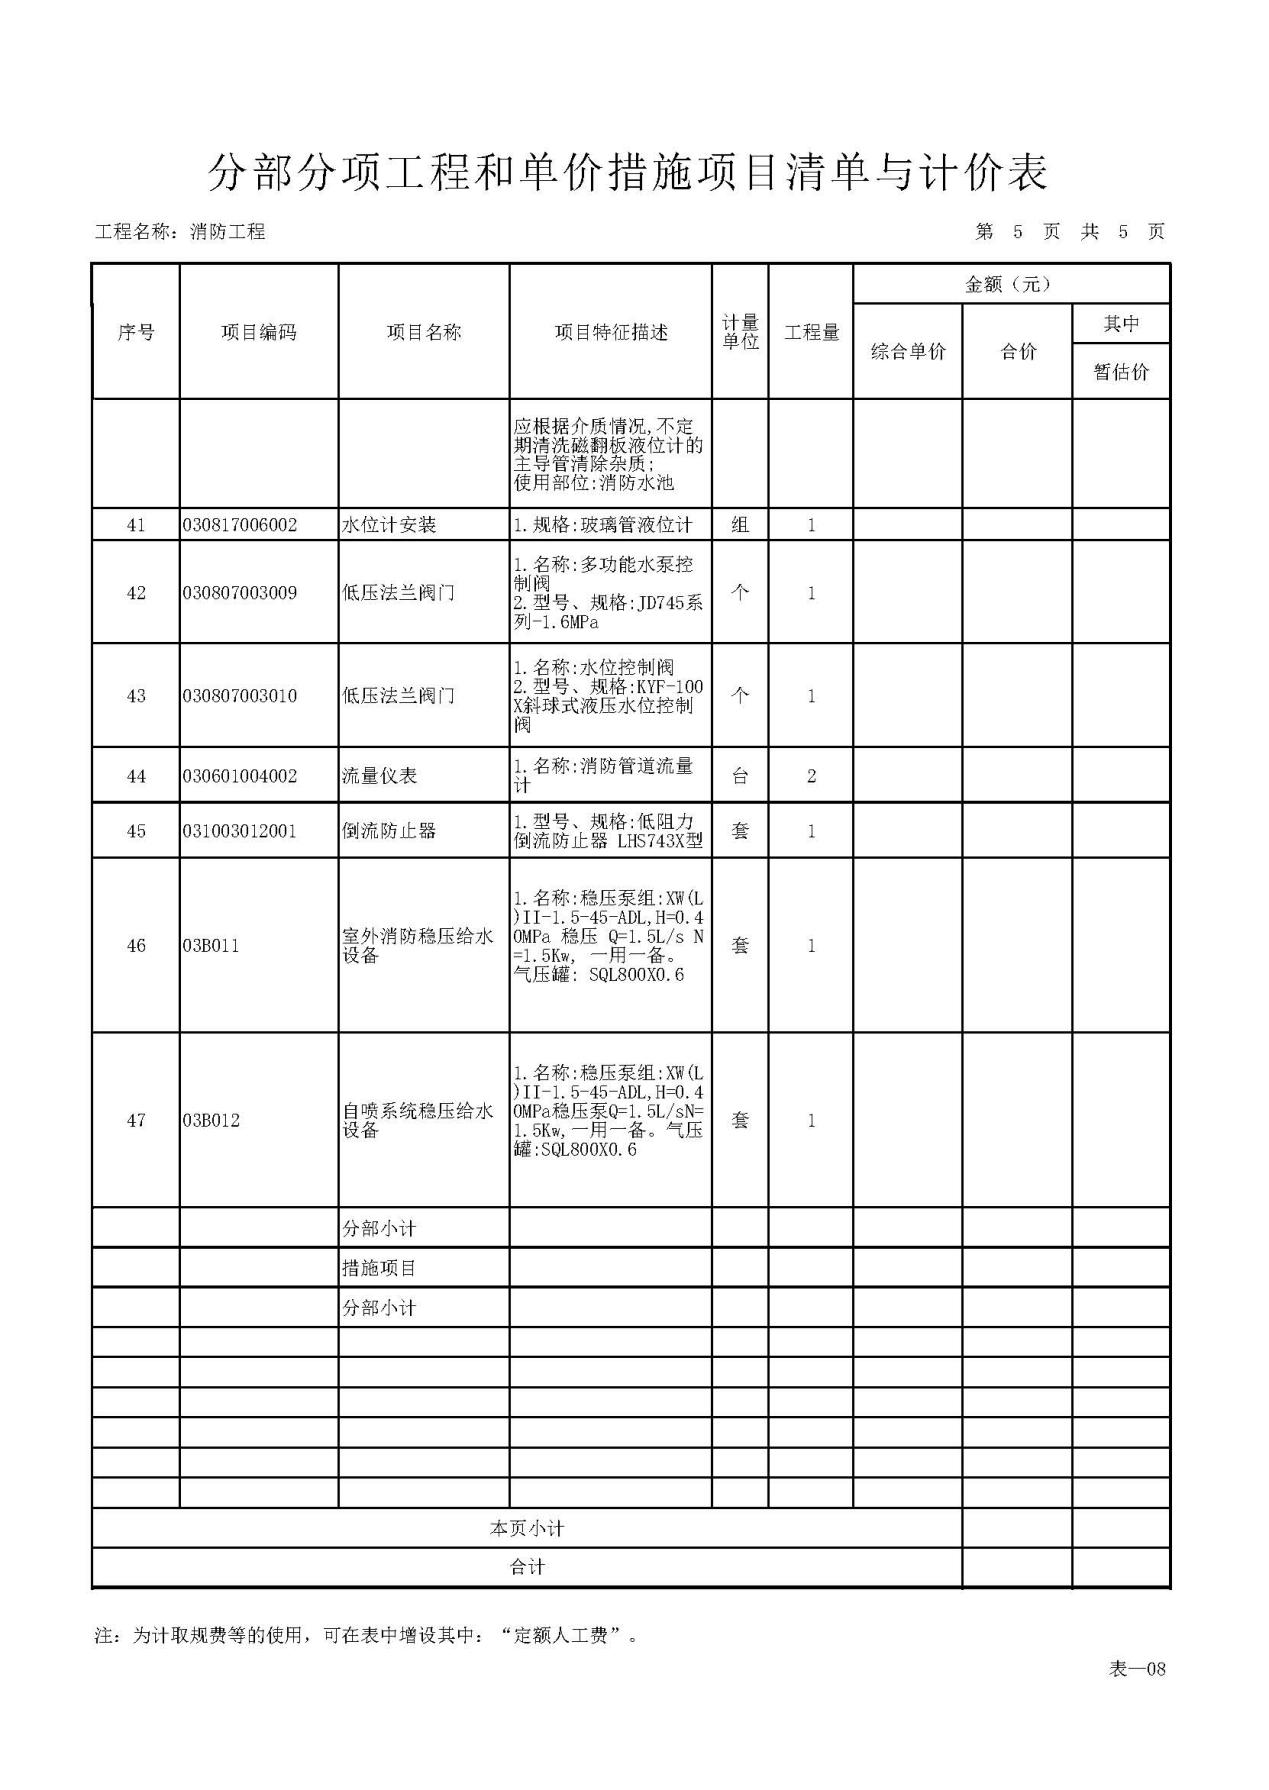 分部分项工程和单价措施项目清单与计价表
工程名称：消防工程
第 5 页 共 5 页
序号
项目编码
项目名称
项目特征描述
计量
单位
工程量
金额（元）
综合单价
合价
其中
暂估价
应根据介质情况,不定
期清洗磁翻板液位计的
主导管清除杂质;
使用部位:消防水池
41
030817006002
水位计安装
1.规格:玻璃管液位计
组
1
42
030807003009
低压法兰阀门
1.名称:多功能水泵控
制阀
2.型号、规格:JD745系
列-1.6MPa
个
1
43
030807003010
低压法兰阀门
1.名称:水位控制阀
2.型号、规格:KYF-100
X斜球式液压水位控制
阀
个
1
44
030601004002
流量仪表
1.名称:消防管道流量
计
台
2
45
031003012001
倒流防止器
1.型号、规格:低阻力
倒流防止器 LHS743X型
套
1
46
03B011
室外消防稳压给水
设备
1.名称:稳压泵组:XW(L
)II-1.5-45-ADL,H=0.4
0MPa 稳压 Q=1.5L/s N
=1.5Kw, 一用一备。
气压罐: SQL800X0.6
套
1
47
03B012
自喷系统稳压给水
设备
1.名称:稳压泵组:XW(L
)II-1.5-45-ADL,H=0.4
0MPa稳压泵Q=1.5L/sN=
1.5Kw,一用一备。气压
罐:SQL800X0.6
套
1
分部小计
措施项目
分部小计
本页小计
合计
注：为计取规费等的使用，可在表中增设其中：“定额人工费”。
表—08